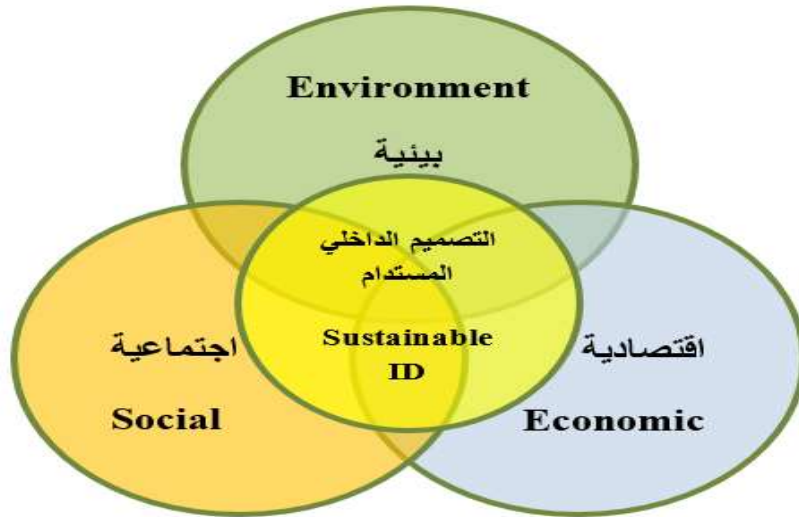 Environment
بيئية
التصميم الداخلي
المستدام
Sustainable
ID
اجتماعية
Social
اقتصادية
Economic